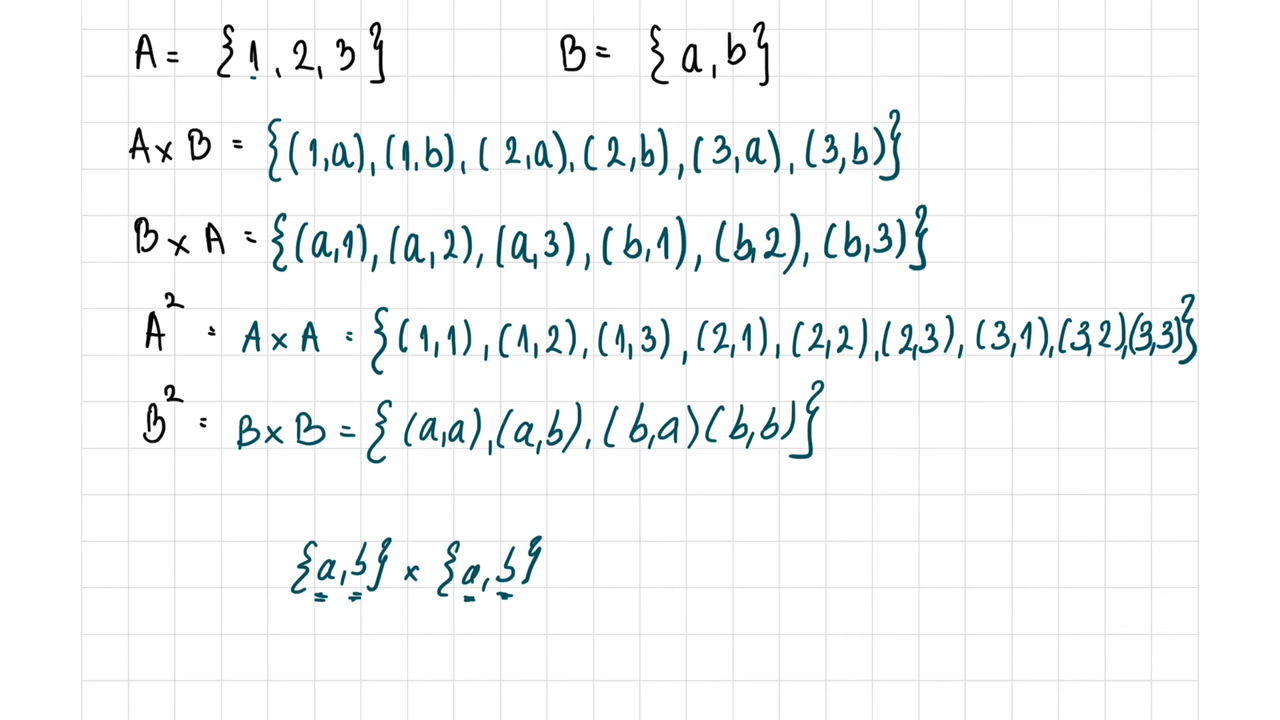 A = {1, 2, 3} B = {a, b}
A × B = {(1,a), (1,b), (2,a), (2,b), (3,a), (3,b)}
B × A = {(a,1), (a,2), (a,3), (b,1), (b,2), (b,3)}
A² = A × A = {(1,1), (1,2), (1,3), (2,1), (2,2), (2,3), (3,1), (3,2), (3,3)}
B² = B × B = {(a,a), (a,b), (b,a) (b,b)}
{a,b} × {a,b}